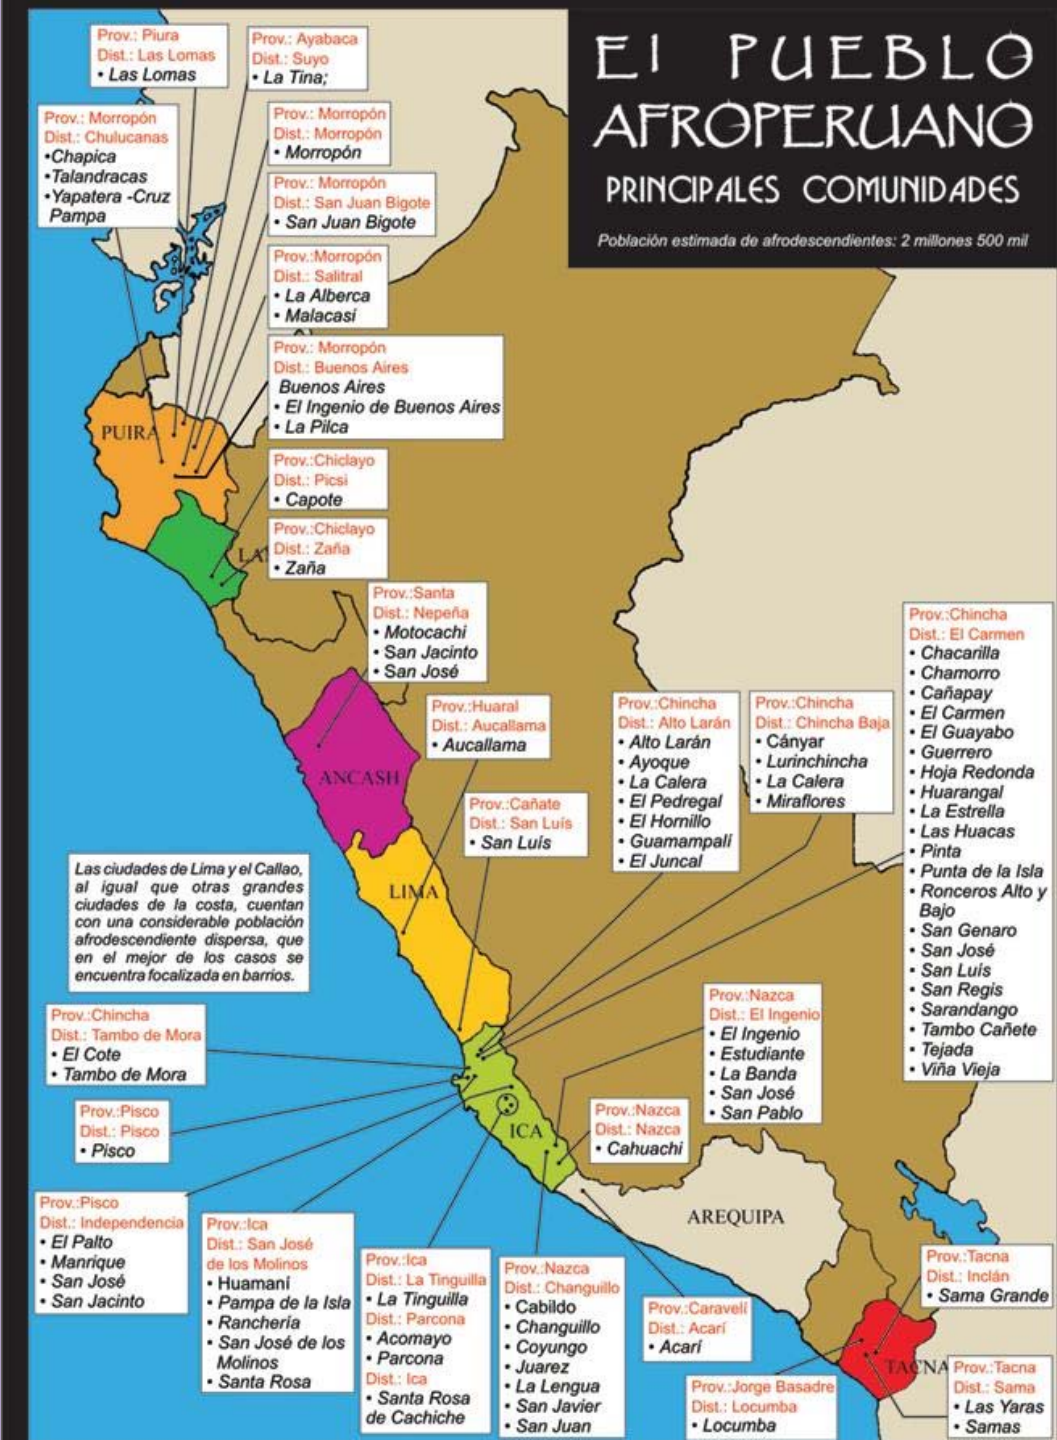 El PUEBLO
AFROPERUANO
PRINCIPALES COMUNIDADES
Población estimada de afrodescendientes: 2 millones 500 mil
Prov.: Piura
Dist.: Las Lomas
• Las Lomas
Prov.: Ayabaca
Dist.: Suyo
• La Tina;
Prov.: Morropón
Dist.: Chulucanas
•Chapica
•Talandracas
•Yapatera -Cruz
Pampa
Prov.: Morropón
Dist.: Morropón
• Morropón
Prov.: Morropón
Dist.: San Juan Bigote
• San Juan Bigote
Prov.:Morropón
Dist.: Salitral
• La Alberca
• Malacasí
Prov.: Morropón
Dist.: Buenos Aires
Buenos Aires
• El Ingenio de Buenos Aires
• La Pilca
PUIRA
Prov.:Chiclayo
Dist.: Picsi
• Capote
Prov.:Chiclayo
Dist.: Zaña
• Zaña
LA
Prov.:Santa
Dist.: Nepeña
• Motocachi
• San Jacinto
• San José
ANCASH
Prov.:Huaral
Dist.: Aucallama
• Aucallama
Prov.:Cañate
Dist.: San Luís
• San Luís
LIMA
Prov.:Chincha
Dist.: Alto Larán
• Alto Larán
• Ayoque
• La Calera
• El Pedregal
• El Hornillo
• Guamampalí
• El Juncal
Prov.:Chincha
Dist.: Chincha Baja
• Cányar
• Lurinchincha
• La Calera
• Miraflores
Prov.:Chincha
Dist.: El Carmen
• Chacarilla
• Chamorro
• Cañapay
• El Carmen
• El Guayabo
• Guerrero
• Hoja Redonda
• Huarangal
• La Estrella
• Las Huacas
• Pinta
• Punta de la Isla
• Ronceros Alto y
Bajo
• San Genaro
• San José
• San Luís
• San Regis
• Sarandango
• Tambo Cañete
• Tejada
• Viña Vieja
Las ciudades de Lima y el Callao,
al igual que otras grandes
ciudades de la costa, cuentan
con una considerable población
afrodescendiente dispersa, que
en el mejor de los casos se
encuentra focalizada en barrios.
Prov.:Chincha
Dist.: Tambo de Mora
• El Cote
• Tambo de Mora
Prov.:Pisco
Dist.: Pisco
• Pisco
Prov.:Nazca
Dist.: El Ingenio
• El Ingenio
• Estudiante
• La Banda
• San José
• San Pablo
Prov.:Nazca
Dist.: Nazca
• Cahuachi
ICA
AREQUIPA
Prov.:Pisco
Dist.: Independencia
• El Palto
• Manrique
• San José
• San Jacinto
Prov.:Ica
Dist.: San José
de los Molinos
• Huamaní
• Pampa de la Isla
• Ranchería
• San José de los
Molinos
• Santa Rosa
Prov.:Ica
Dist.: La Tinguilla
• La Tinguilla
Dist.: Parcona
• Acomayo
• Parcona
Dist.: Ica
• Santa Rosa
de Cachiche
Prov.:Nazca
Dist.: Changuillo
• Cabildo
• Changuillo
• Coyungo
• Juarez
• La Lengua
• San Javier
• San Juan
Prov.:Caravelí
Dist.: Acarí
• Acarí
Prov.:Tacna
Dist.: Inclán
• Sama Grande
TACNA
Prov.:Jorge Basadre
Dist.: Locumba
• Locumba
Prov.:Tacna
Dist.: Sama
• Las Yaras
• Samas